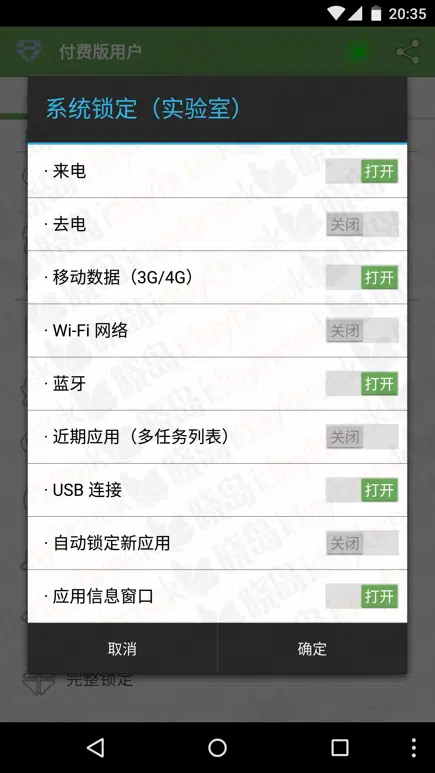 20:35
付费版用户
系统锁定（实验室）
· 来电 打开
· 去电 关闭
· 移动数据（3G/4G） 打开
· Wi-Fi 网络 关闭
· 蓝牙 打开
· 近期应用（多任务列表） 关闭
· USB 连接 打开
· 自动锁定新应用 关闭
· 应用信息窗口 打开
取消 确定
完整锁定